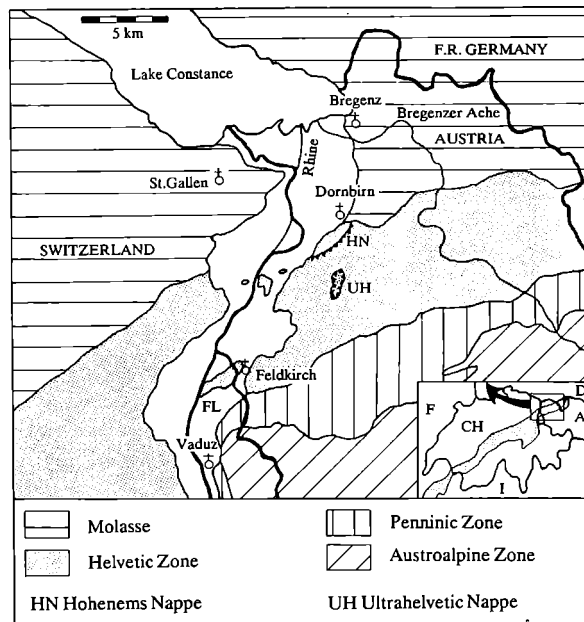 5 km
F.R. GERMANY
Lake Constance
Bregenz
Bregenzer Ache
AUSTRIA
Rhine
St.Gallen
Dornbirn
HN
SWITZERLAND
UH
Feldkirch
FL
Vaduz
D
F
CH
A
I
Molasse
Penninic Zone
Helvetic Zone
Austroalpine Zone
HN Hohenems Nappe
UH Ultrahelvetic Nappe